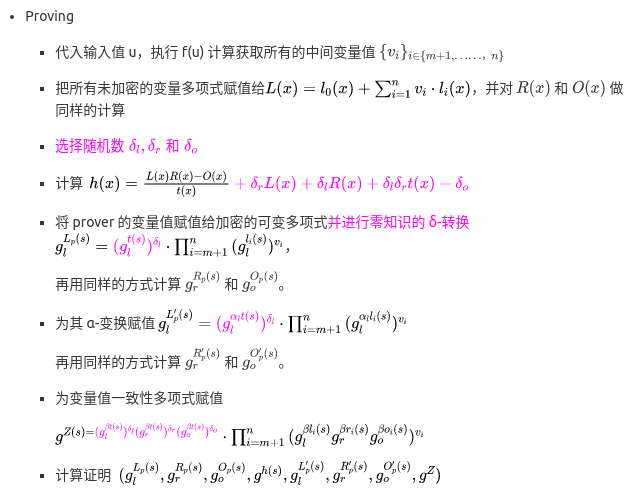 • Proving
▪ 代入输入值 u，执行 f(u) 计算获取所有的中间变量值 $\{v_i\}_{i\in\{m+1,\ldots\ldots,\ n\}}$
▪ 把所有未加密的变量多项式赋值给$L(x) = l_0(x) + \sum_{i=1}^{n} v_i \cdot l_i(x)$，并对 $R(x)$ 和 $O(x)$ 做
同样的计算
▪ 选择随机数 $\delta_l, \delta_r$ 和 $\delta_o$
▪ 计算 $h(x) = \frac{L(x)R(x)-O(x)}{t(x)} + \delta_r L(x) + \delta_l R(x) + \delta_l \delta_r t(x) - \delta_o$
▪ 将 prover 的变量值赋值给加密的可变多项式并进行零知识的 δ-转换
$g_l^{L_p(s)} = (g_l^{t(s)})^{\delta_l} \cdot \prod_{i=m+1}^{n} (g_l^{l_i(s)})^{v_i}$，
再用同样的方式计算 $g_r^{R_p(s)}$ 和 $g_o^{O_p(s)}$。
▪ 为其 α-变换赋值 $g_l^{L'_p(s)} = (g_l^{\alpha_l t(s)})^{\delta_l} \cdot \prod_{i=m+1}^{n} (g_l^{\alpha_l l_i(s)})^{v_i}$
再用同样的方式计算 $g_r^{R'_p(s)}$ 和 $g_o^{O'_p(s)}$。
▪ 为变量值一致性多项式赋值
$g^{Z(s)=(g_l^{\beta t(s)})^{\delta_l}(g_r^{\beta t(s)})^{\delta_r}(g_o^{\beta t(s)})^{\delta_o}} \cdot \prod_{i=m+1}^{n} (g_l^{\beta l_i(s)} g_r^{\beta r_i(s)} g_o^{\beta o_i(s)})^{v_i}$
▪ 计算证明 $(g_l^{L_p(s)}, g_r^{R_p(s)}, g_o^{O_p(s)}, g^{h(s)}, g_l^{L'_p(s)}, g_r^{R'_p(s)}, g_o^{O'_p(s)}, g^Z)$